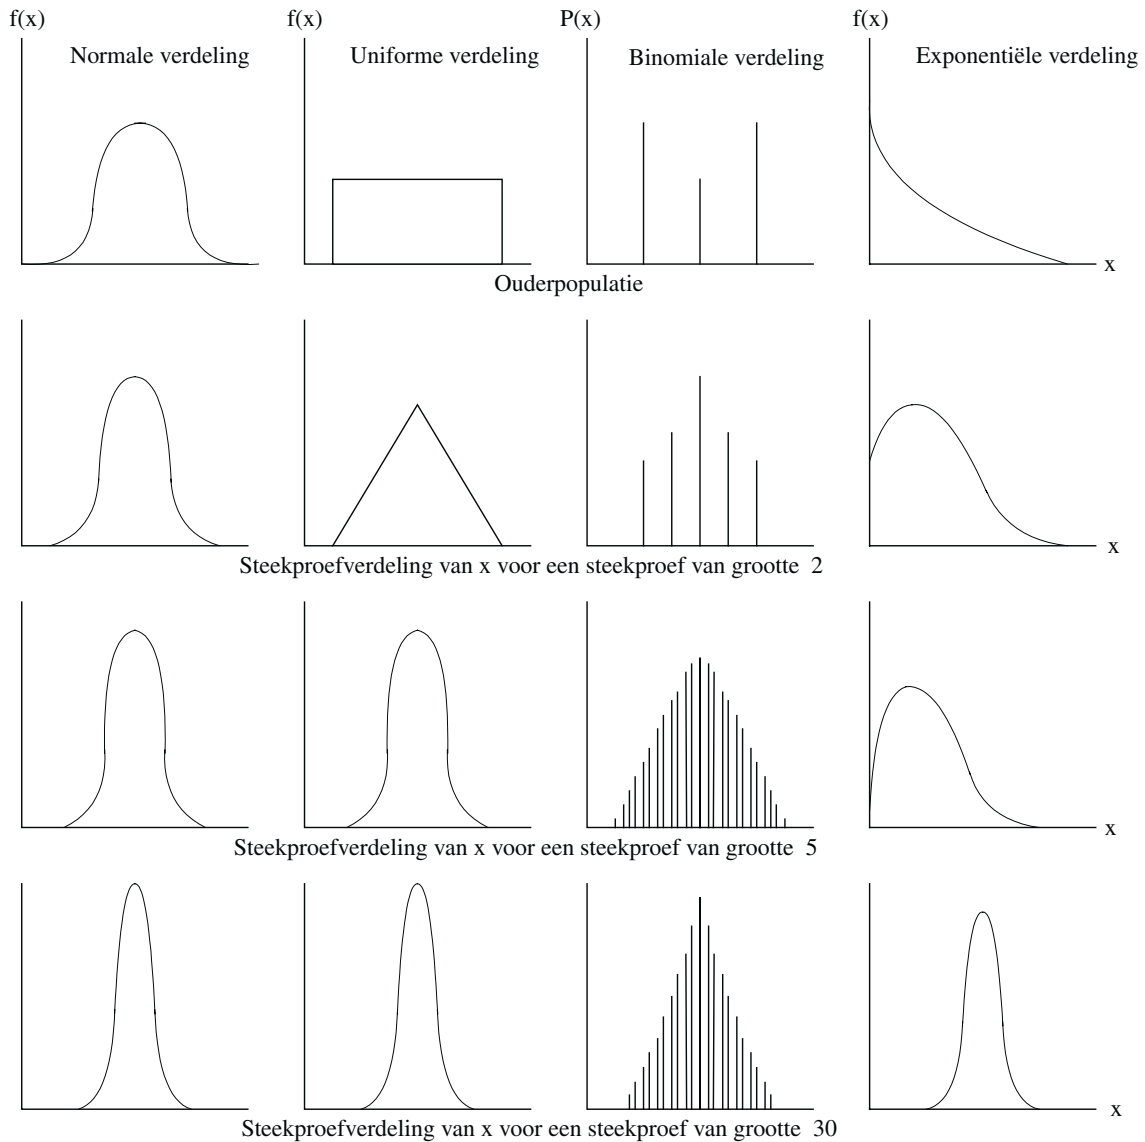 f(x) f(x) P(x) f(x)
Normale verdeling Uniforme verdeling Binomiale verdeling Exponentiële verdeling
x
Ouderpopulatie
x
Steekproefverdeling van x voor een steekproef van grootte 2
x
Steekproefverdeling van x voor een steekproef van grootte 5
x
Steekproefverdeling van x voor een steekproef van grootte 30